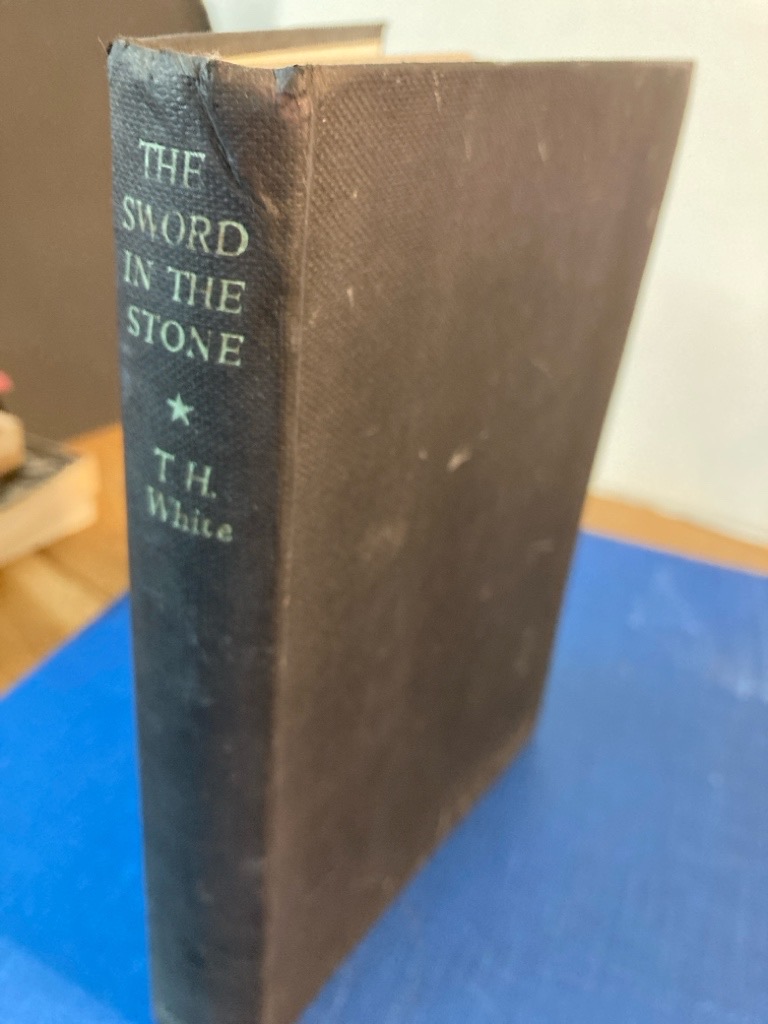 THE
SWORD
IN THE
STONE
★
T H.
White